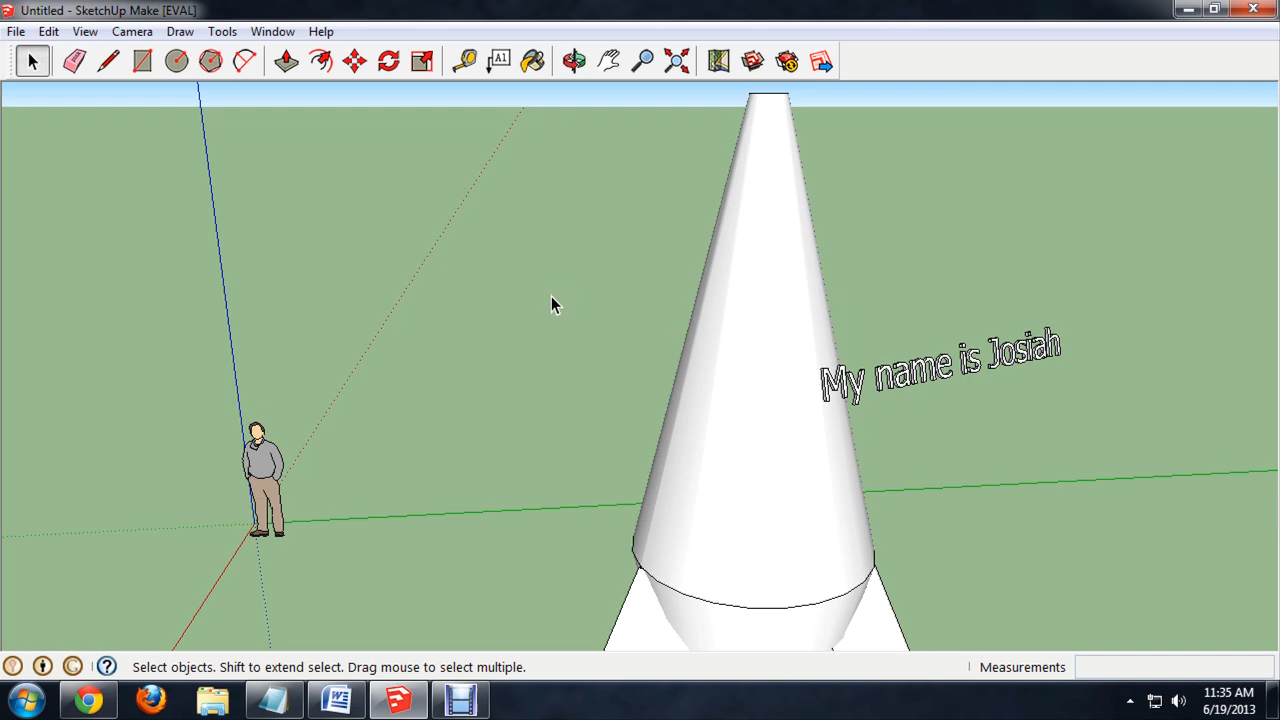 Untitled - SketchUp Make [EVAL]
File Edit View Camera Draw Tools Window Help
A1
My name is Josiah
Select objects. Shift to extend select. Drag mouse to select multiple.
Measurements
11:35 AM
6/19/2013